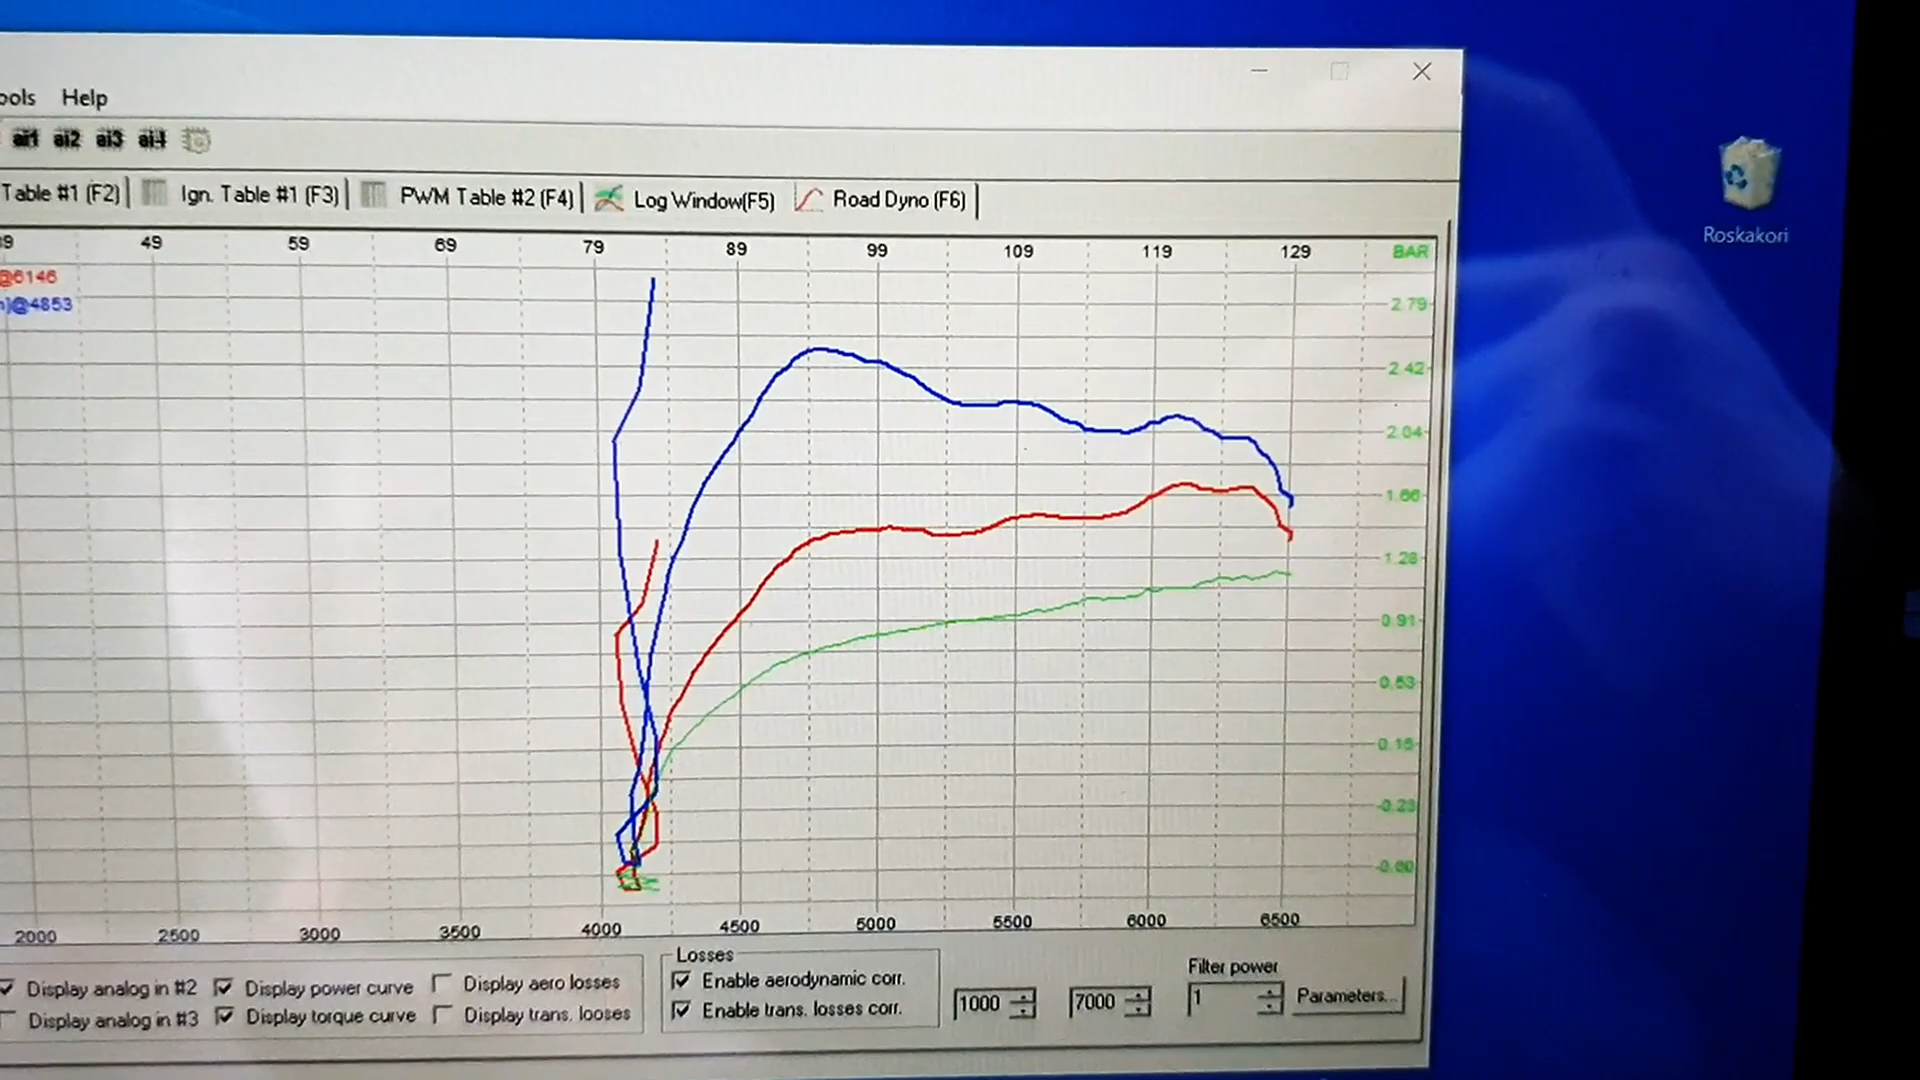 Help
ai1 ai2 ai3 ai4
Table #1 (F2) Ign. Table #1 (F3) PWM Table #2 (F4) Log Window(F5) Road Dyno (F6)
49 59 69 79 89 99 109 119 129 BAR
@6146
@4853
2.79
2.42
2.04
1.66
1.28
0.91
0.53
0.15
-0.23
-0.60
2000 2500 3000 3500 4000 4500 5000 5500 6000 6500
Display analog in #2 Display power curve Display aero losses
Display analog in #3 Display torque curve Display trans. looses
Losses
Enable aerodynamic corr.
Enable trans. losses corr.
1000 7000
Filter power
1
Parameters...
Roskakori